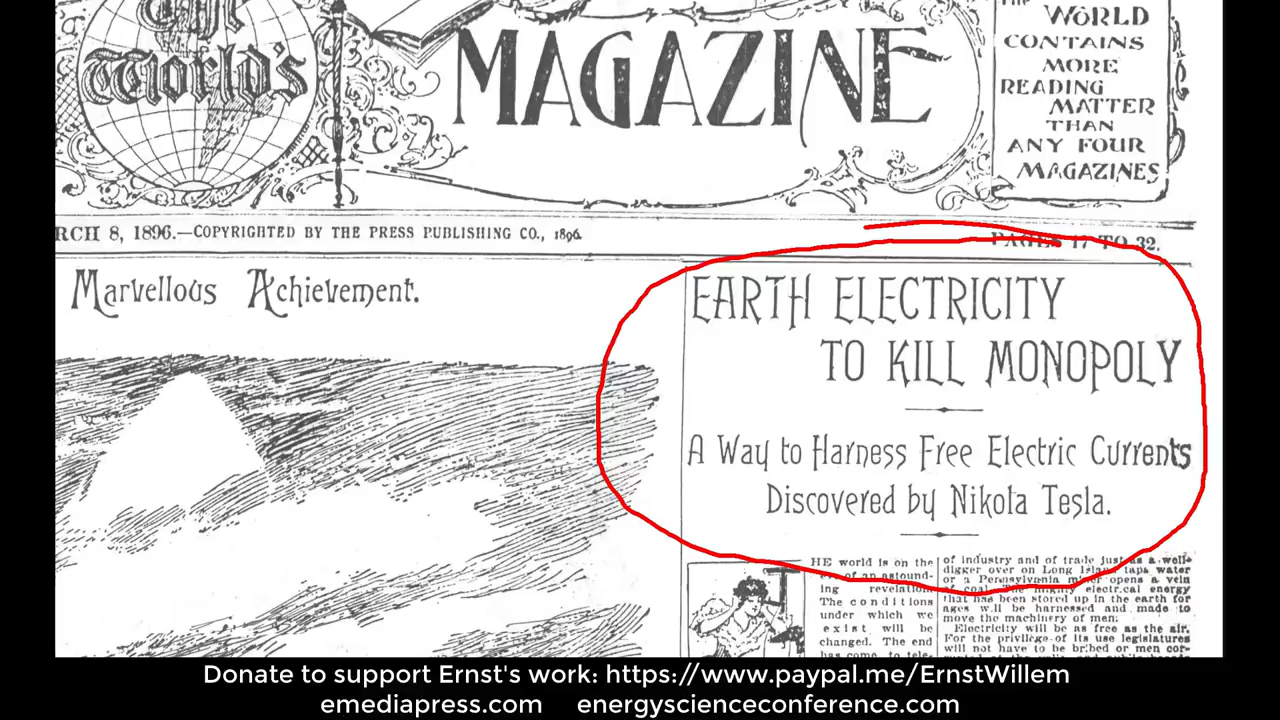 The
World's
MAGAZINE
The
WORLD
CONTAINS
MORE
READING
MATTER
THAN
ANY FOUR
MAGAZINES
RCH 8, 1896.—COPYRIGHTED BY THE PRESS PUBLISHING CO., 1896.
PAGES 17 TO 32.
Marvellous Achievement.
EARTH ELECTRICITY
TO KILL MONOPOLY
A Way to Harness Free Electric Currents
Discovered by Nikola Tesla.
HE world is on the
of an astound-
ing revelation
The conditions
under which we
exist will be
changed. The end
has come to tele-
of industry and of trade just as a well-
digger over on Long Island taps water
or a Pennsylvania miner opens a vein
coal. The mighty electrical energy
that has been stored up in the earth for
ages will be harnessed and made to
move the machinery of men.
Electricity will be as free as the air.
For the privilege of its use legislatures
will not have to be bribed or men cor-
Donate to support Ernst's work: https://www.paypal.me/ErnstWillem
emediapress.com energyscienceconference.com